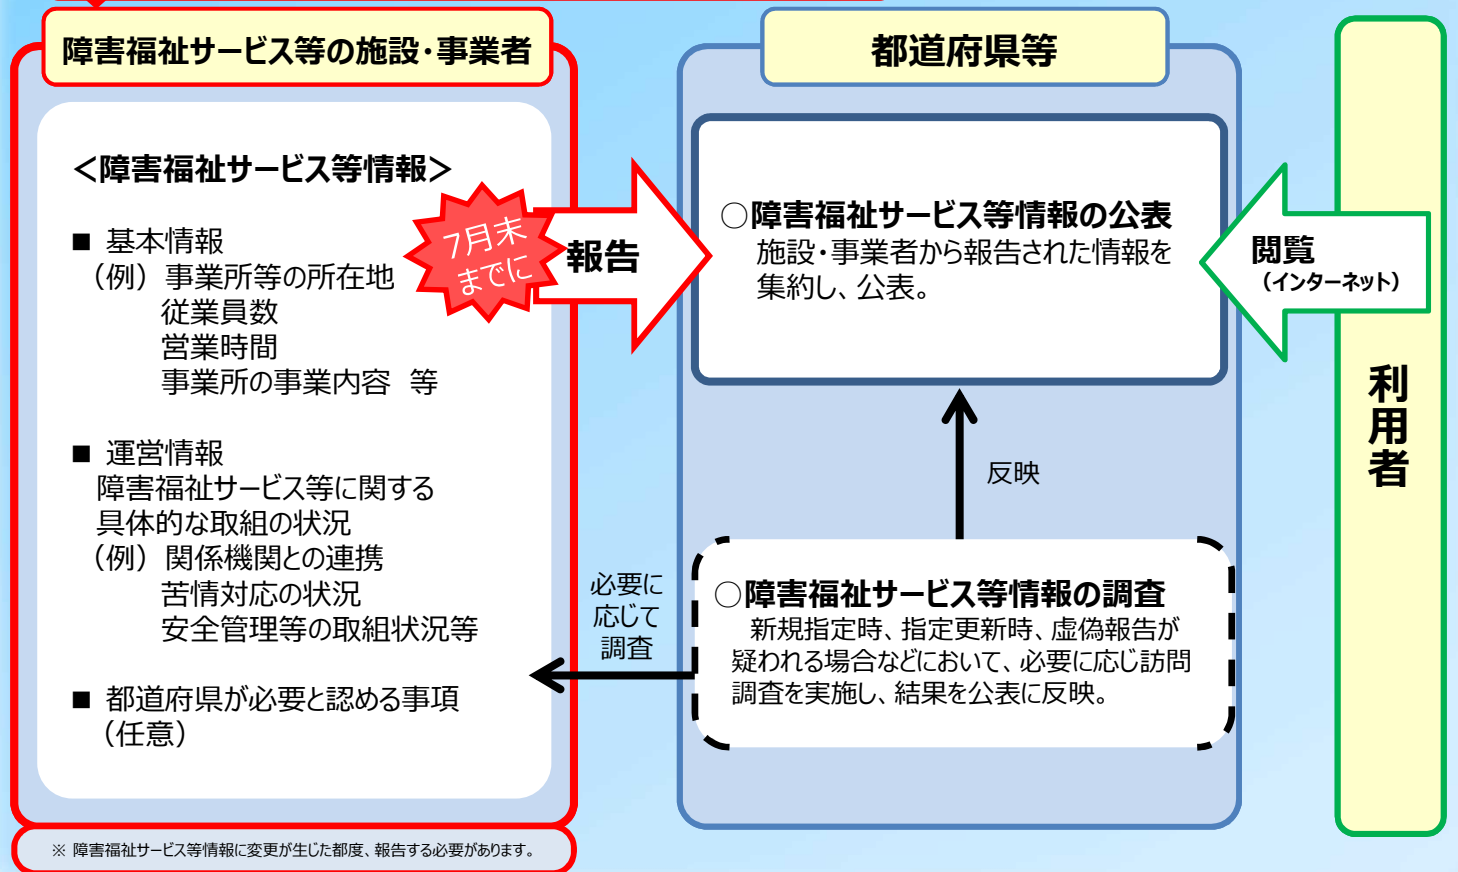 障害福祉サービス等の施設・事業者
＜障害福祉サービス等情報＞
■ 基本情報
（例）事業所等の所在地
従業員数
営業時間
事業所の事業内容 等
■ 運営情報
障害福祉サービス等に関する
具体的な取組の状況
（例）関係機関との連携
苦情対応の状況
安全管理等の取組状況等
■ 都道府県が必要と認める事項
（任意）
※ 障害福祉サービス等情報に変更が生じた都度、報告する必要があります。
7月末
までに
報告
必要に
応じて
調査
都道府県等
○障害福祉サービス等情報の公表
施設・事業者から報告された情報を
集約し、公表。
反映
○障害福祉サービス等情報の調査
新規指定時、指定更新時、虚偽報告が
疑われる場合などにおいて、必要に応じ訪問
調査を実施し、結果を公表に反映。
閲覧
（インターネット）
利用者